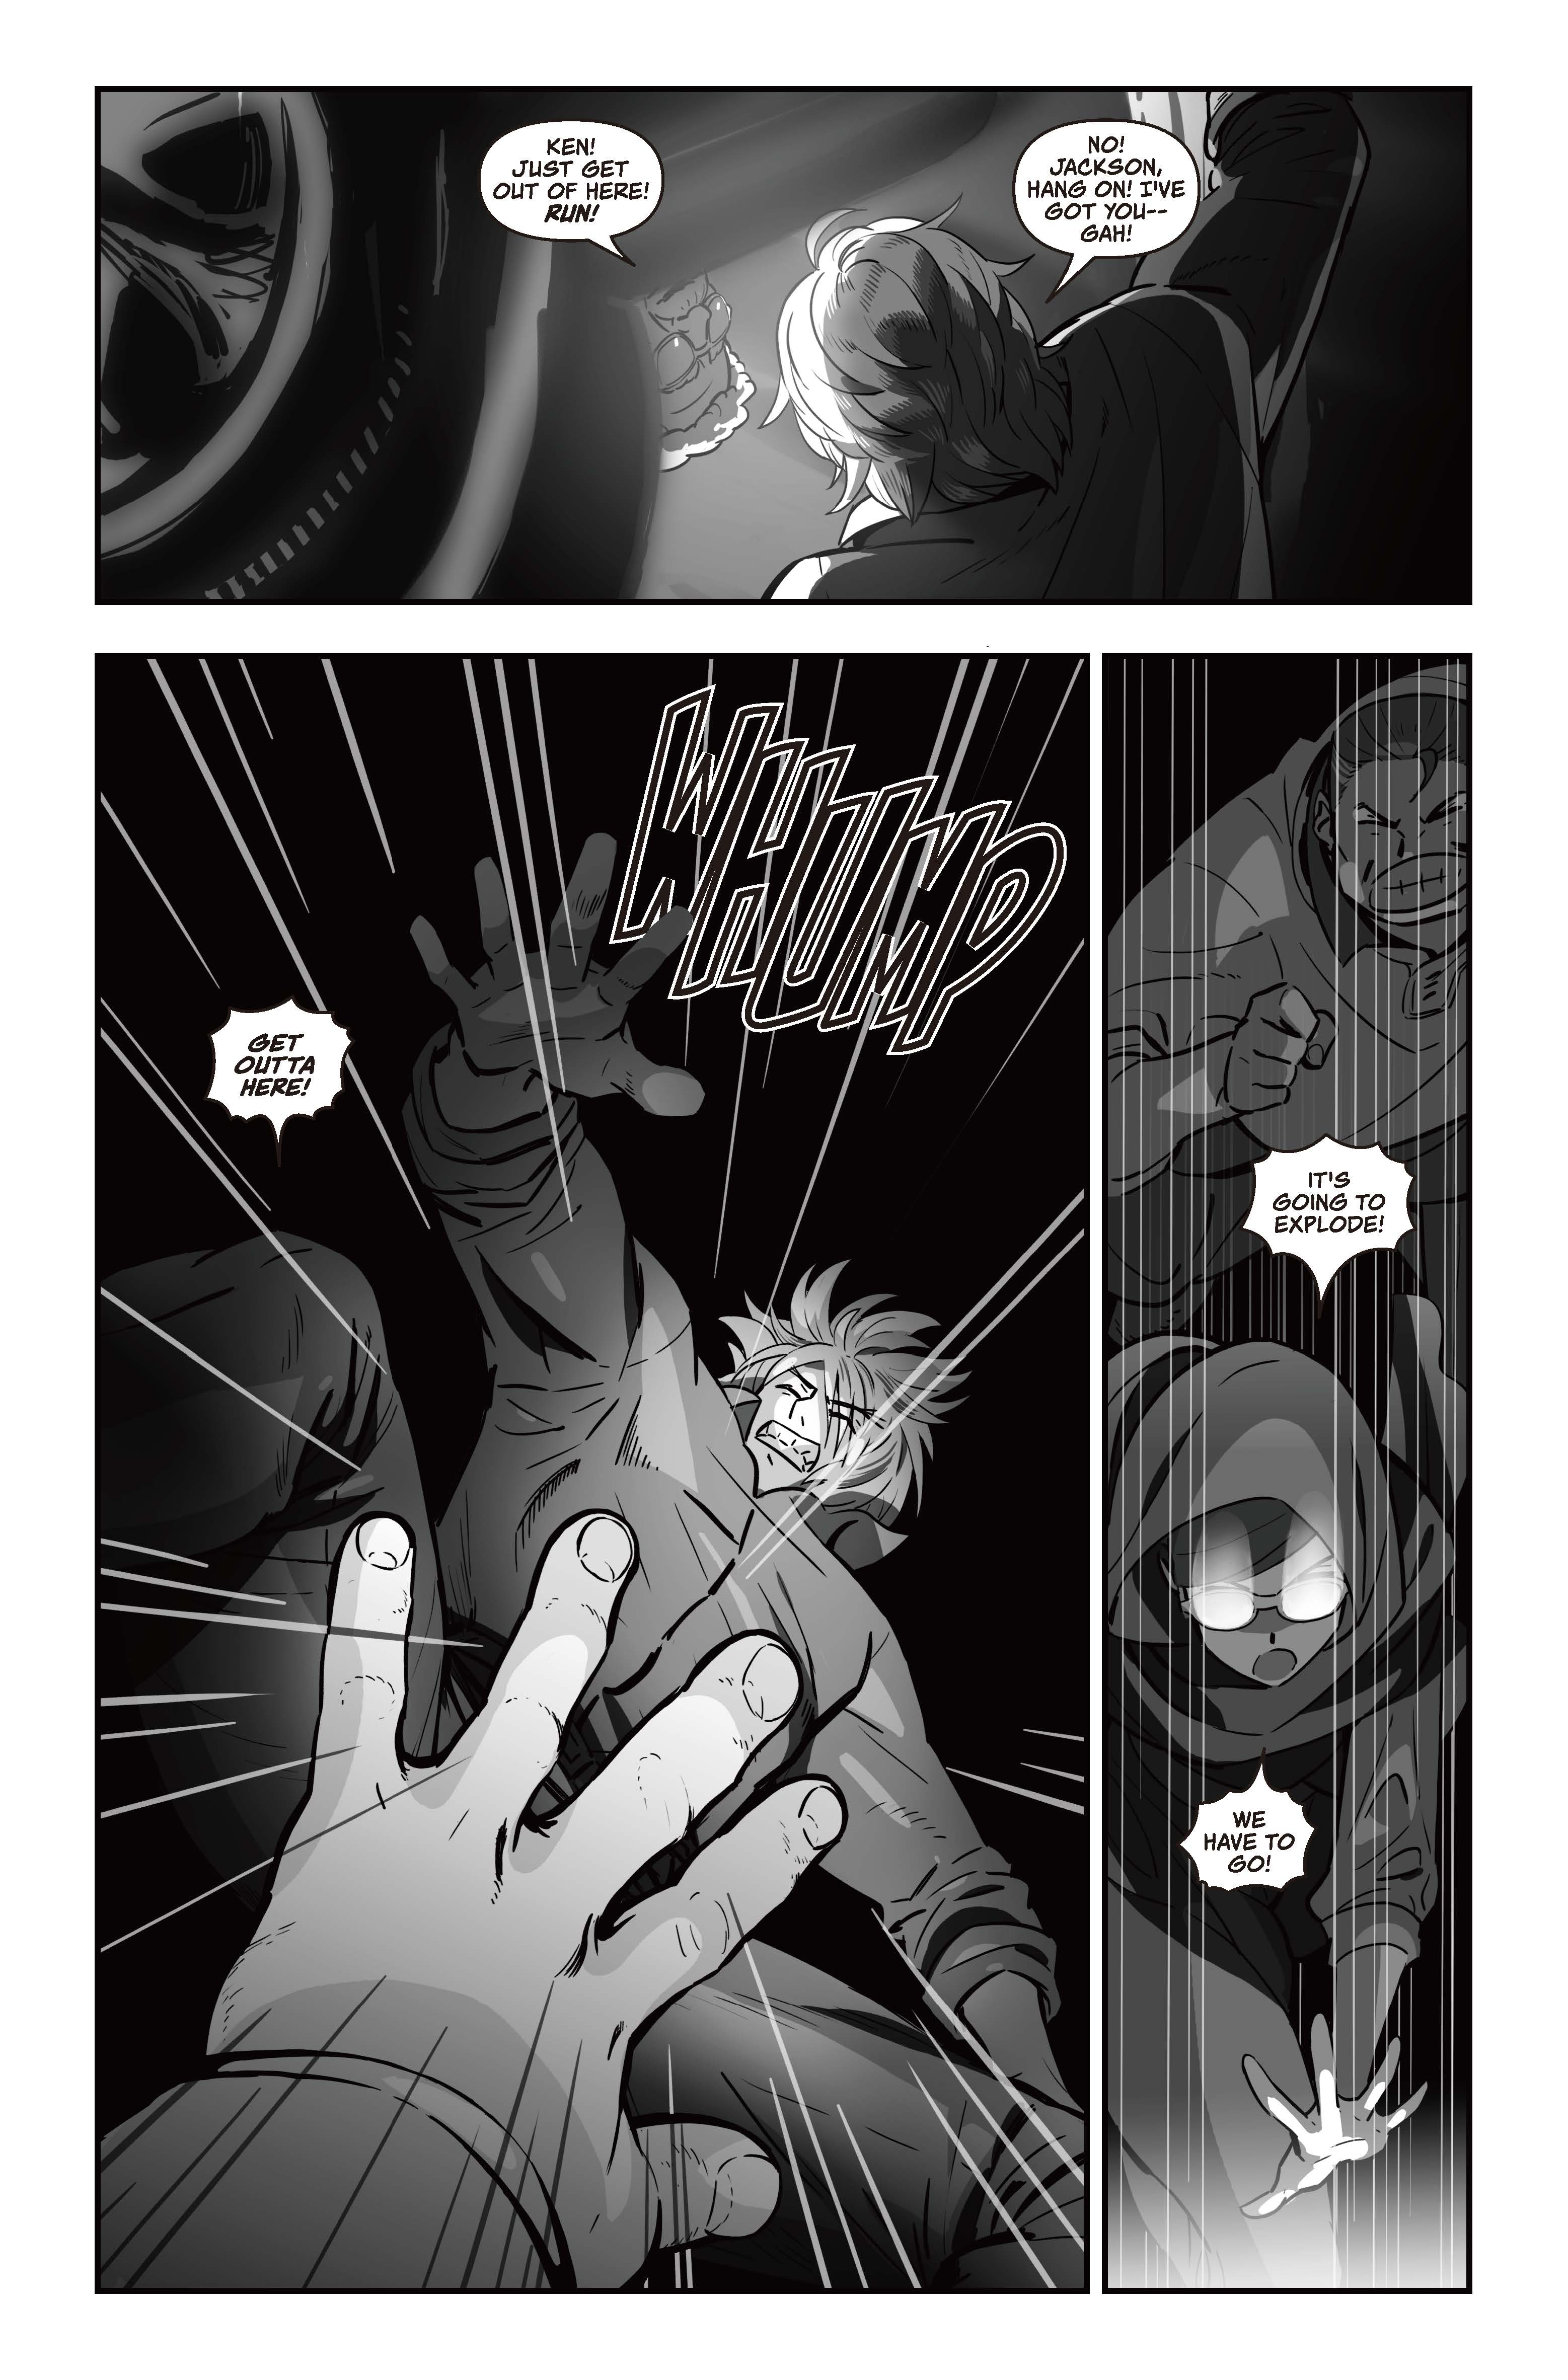 KEN!
JUST GET
OUT OF HERE!
RUN!
NO!
JACKSON,
HANG ON! I'VE
GOT YOU--
GAH!
WHUMP
GET
OUTTA
HERE!
IT'S
GOING TO
EXPLODE!
WE
HAVE TO
GO!